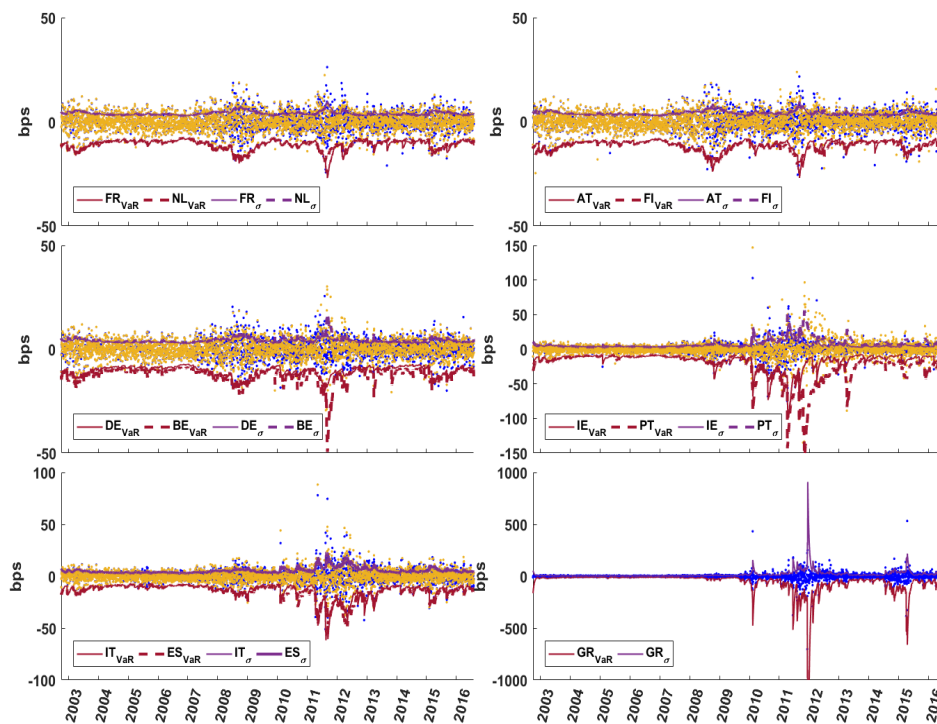 50
0
-50
bps
FR_VaR NL_VaR FR_σ NL_σ
50
0
-50
bps
AT_VaR FI_VaR AT_σ FI_σ
50
0
-50
bps
DE_VaR BE_VaR DE_σ BE_σ
150
100
50
0
-50
-100
-150
bps
IE_VaR PT_VaR IE_σ PT_σ
100
50
0
-50
-100
bps
IT_VaR ES_VaR IT_σ ES_σ
2003 2004 2005 2006 2007 2008 2009 2010 2011 2012 2013 2014 2015 2016
1000
500
0
-500
-1000
bps
GR_VaR GR_σ
2003 2004 2005 2006 2007 2008 2009 2010 2011 2012 2013 2014 2015 2016